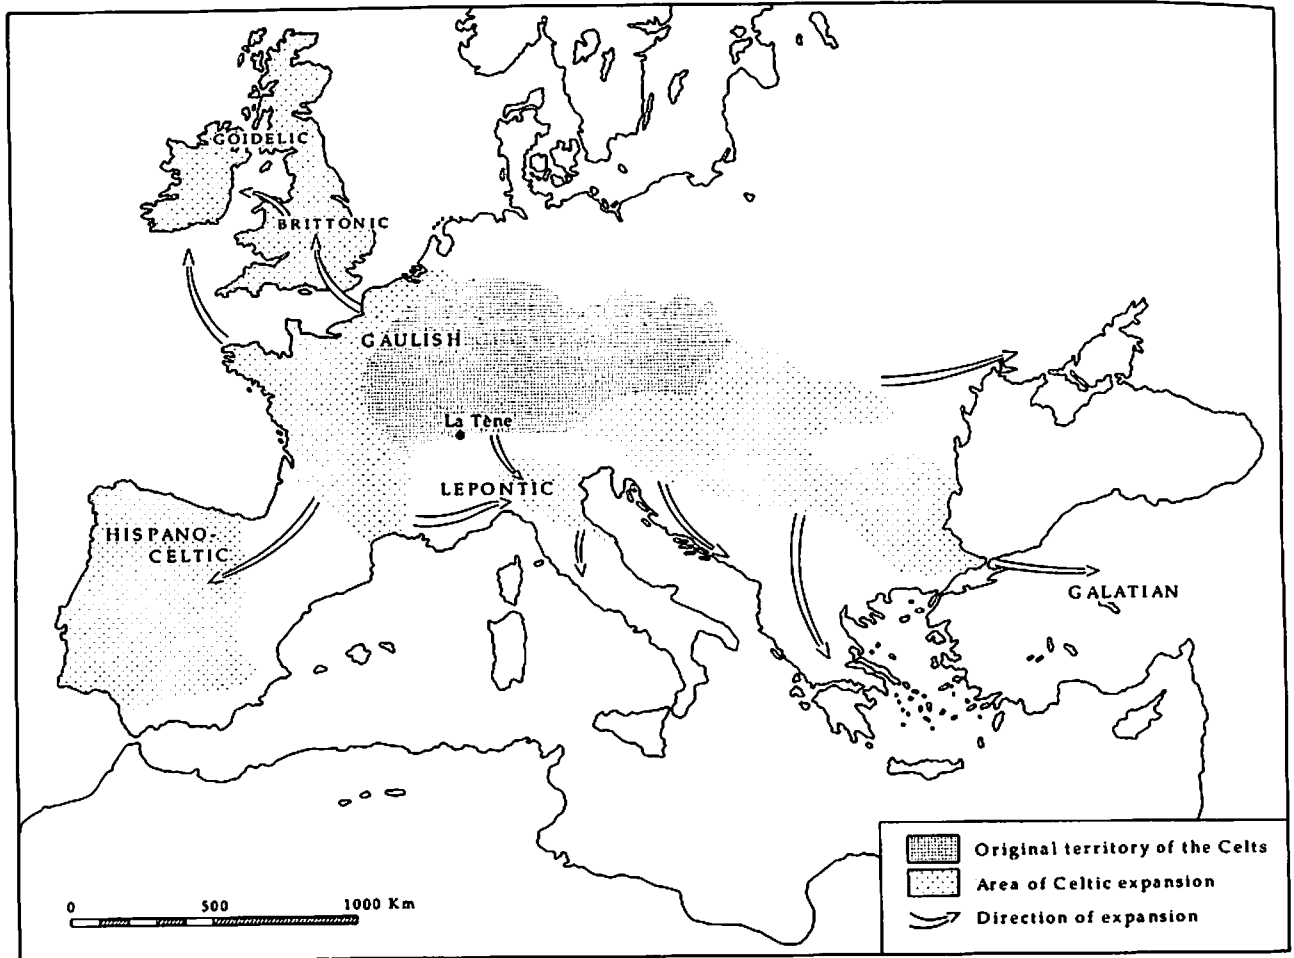 GOIDELIC
BRITTONIC
GAULISH
La Tène
LEPONTIC
HISPANO-
CELTIC
GALATIAN
Original territory of the Celts
Area of Celtic expansion
Direction of expansion
0 500 1000 Km